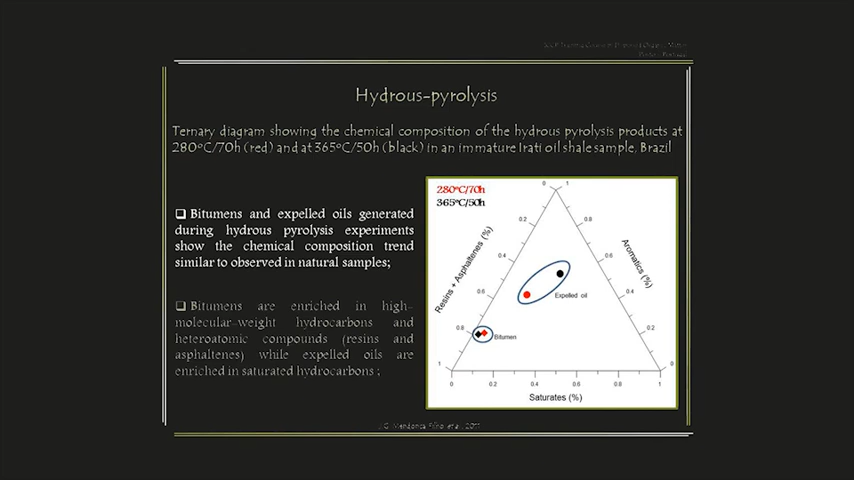 Hydrous-pyrolysis
Ternary diagram showing the chemical composition of the hydrous pyrolysis products at
280ºC/70h (red) and at 365ºC/50h (black) in an immature Irati oil shale sample, Brazil
❑ Bitumens and expelled oils generated
during hydrous pyrolysis experiments
show the chemical composition trend
similar to observed in natural samples;
❑ Bitumens are enriched in high-
molecular-weight hydrocarbons and
heteroatomic compounds (resins and
asphaltenes) while expelled oils are
enriched in saturated hydrocarbons ;
280ºC/70h
365ºC/50h
0 1
0.2 0.8
0.4 0.6
0.6 0.4
0.8 0.2
1 0
Resins + Asphaltenes (%)
Aromatics (%)
Expelled oil
Bitumen
0 0.2 0.4 0.6 0.8 1
Saturates (%)
J.G. Mendonça Filho et al., 2011